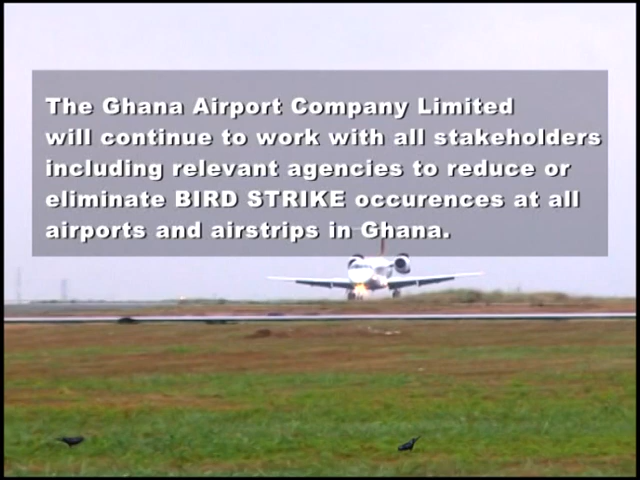 The Ghana Airport Company Limited
will continue to work with all stakeholders
including relevant agencies to reduce or
eliminate BIRD STRIKE occurences at all
airports and airstrips in Ghana.